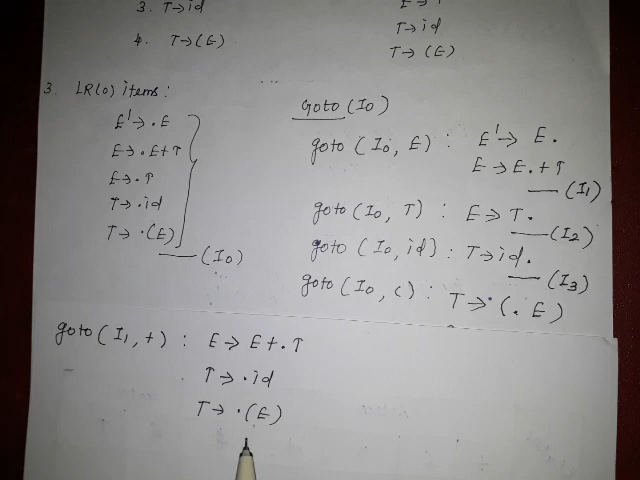 3. T→id
T→id
4. T→(E)
T→(E)
3. LR(0) items:
E'→.E
E→.E+T
E→.T
T→.id
T→.(E)
(I0)
Goto(I0)
goto(I0, E): E'→E.
E→E.+T
(I1)
goto(I0, T): E→T.
(I2)
goto(I0, id): T→id.
(I3)
goto(I0, (): T→.(.E)
goto(I1, +): E→E+.T
T→.id
T→.(E)